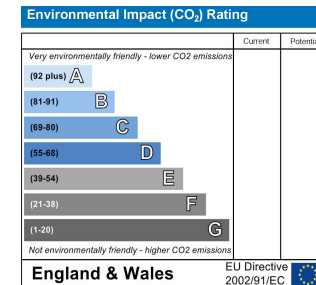 Environmental Impact (CO₂) Rating
Current Potentia
Very environmentally friendly - lower CO2 emissions
(92 plus) A
(81-91) B
(69-80) C
(55-68) D
(39-54) E
(21-38) F
(1-20) G
Not environmentally friendly - higher CO2 emissions
England & Wales
EU Directive
2002/91/EC